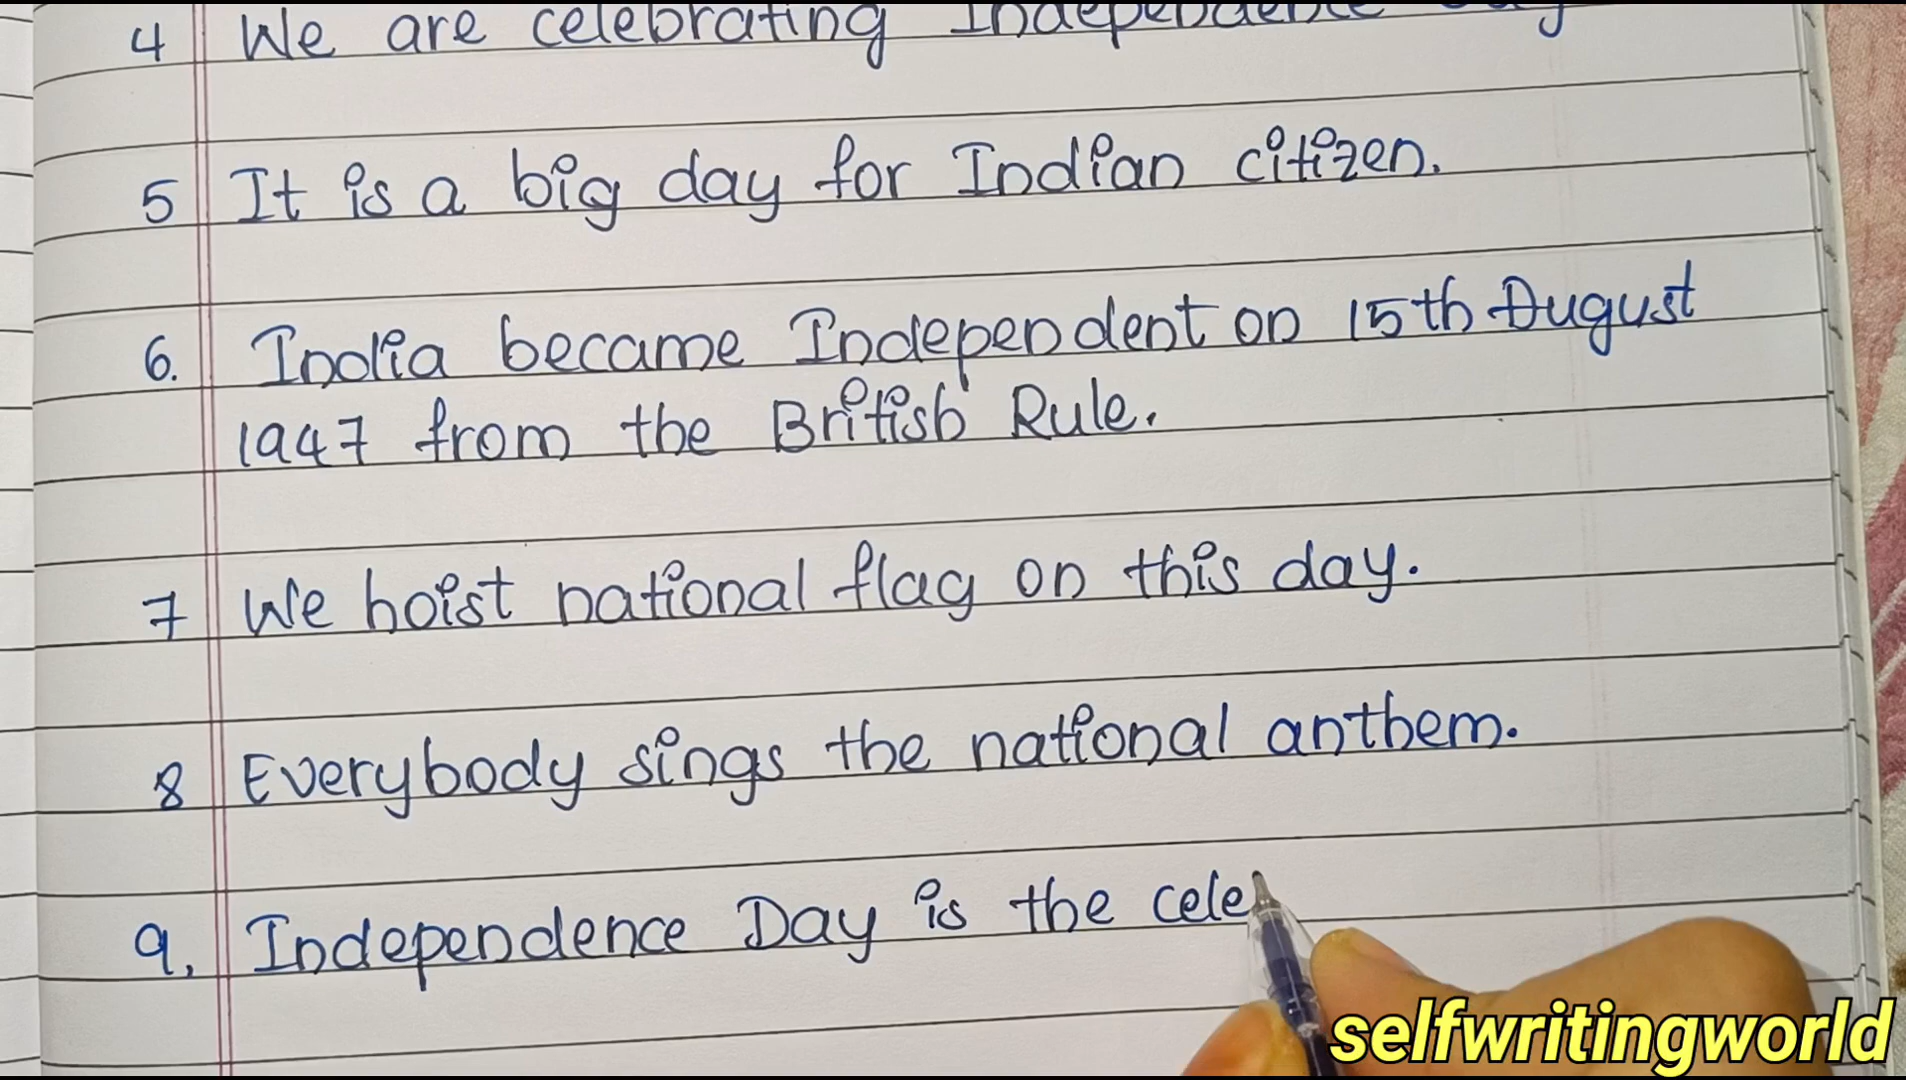 4 We are celebrating Independence Day
5 It is a big day for Indian citizen.
6. India became Independent on 15th August
1947 from the British Rule.
7 We hoist national flag on this day.
8 Everybody sings the national anthem.
9. Independence Day is the cele
selfwritingworld